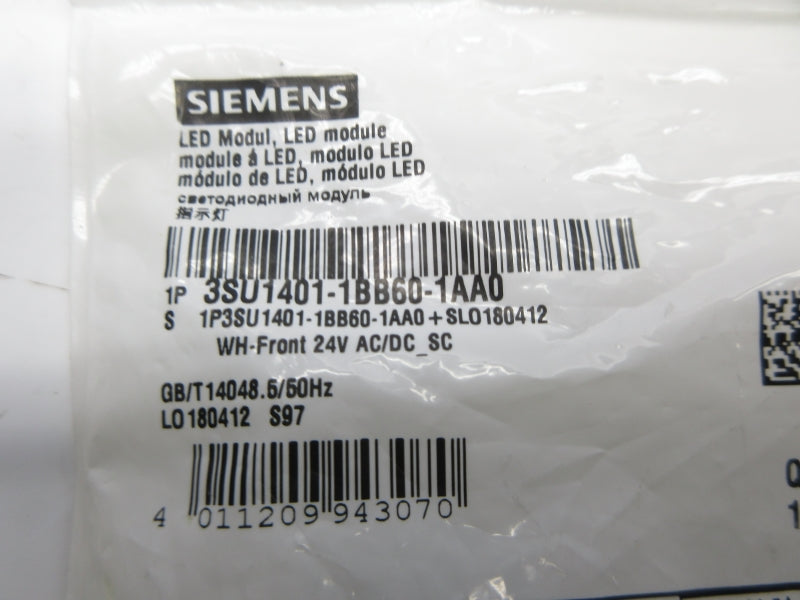 SIEMENS
LED Modul, LED module
module à LED, modulo LED
módulo de LED, módulo LED
светодиодный модуль
指示灯
1P 3SU1401-1BB60-1AA0
S 1P3SU1401-1BB60-1AA0+SLO180412
WH-Front 24V AC/DC_SC
GB/T14048.5/50Hz
LO180412 S97
4 011209 943070
Q
1